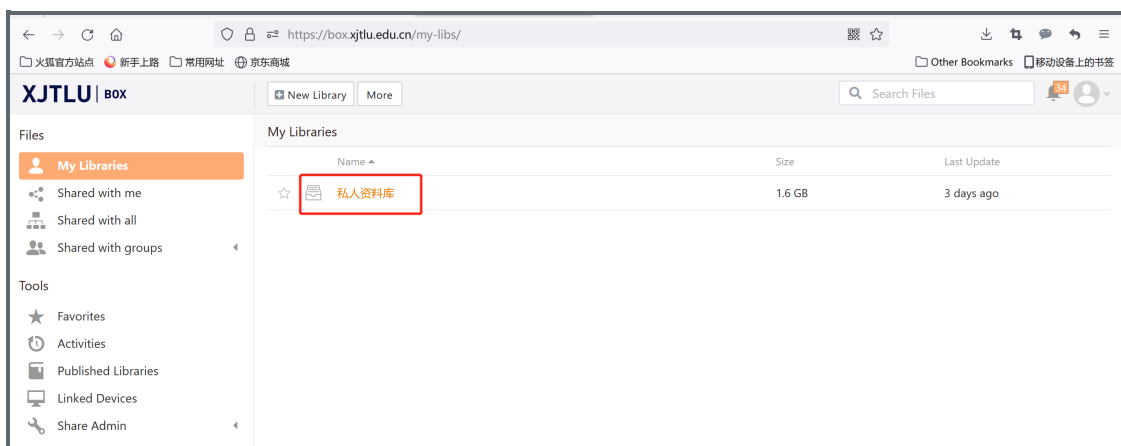 https://box.xjtlu.edu.cn/my-libs/
火狐官方站点 新手上路 常用网址 京东商城 Other Bookmarks 移动设备上的书签
XJTLU BOX New Library More Search Files 34
Files My Libraries
My Libraries Name Size Last Update
Shared with me 私人资料库 1.6 GB 3 days ago
Shared with all
Shared with groups
Tools
Favorites
Activities
Published Libraries
Linked Devices
Share Admin